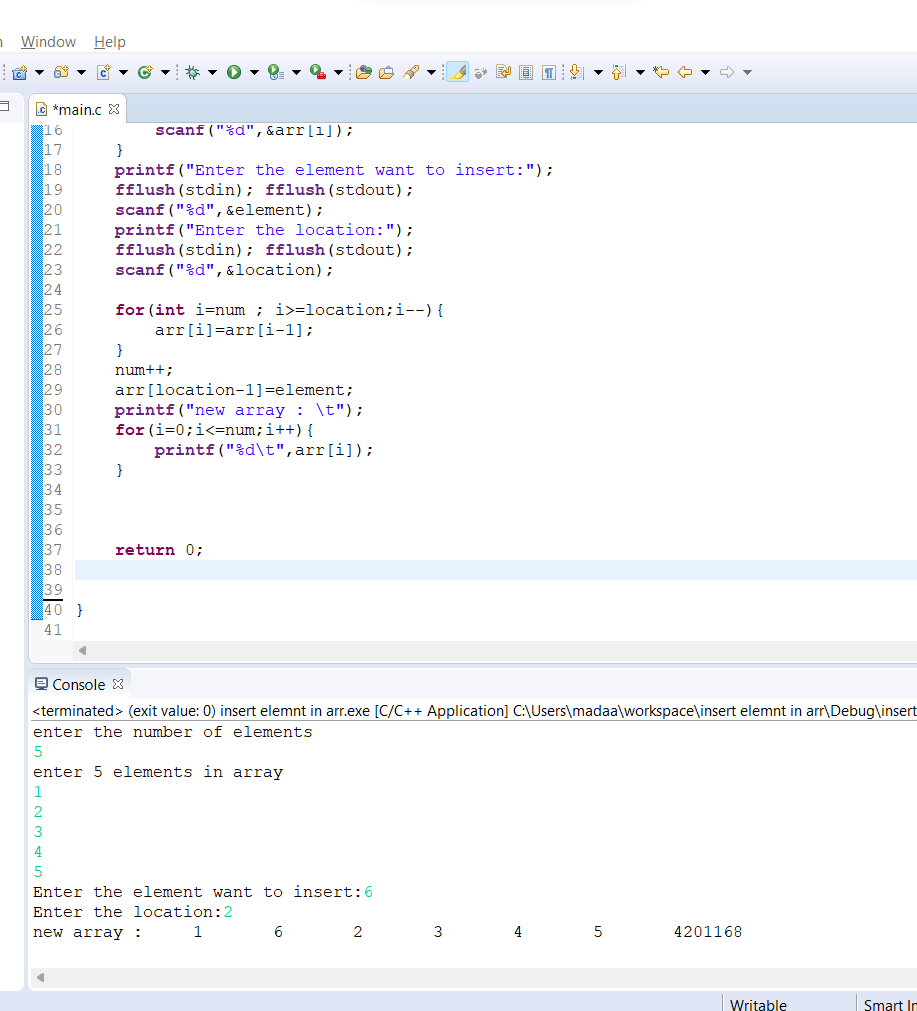 Window Help
*main.c
16 scanf("%d",&arr[i]);
17 }
18 printf("Enter the element want to insert:");
19 fflush(stdin); fflush(stdout);
20 scanf("%d",&element);
21 printf("Enter the location:");
22 fflush(stdin); fflush(stdout);
23 scanf("%d",&location);
24
25 for(int i=num ; i>=location;i--){
26 arr[i]=arr[i-1];
27 }
28 num++;
29 arr[location-1]=element;
30 printf("new array : \t");
31 for(i=0;i<=num;i++){
32 printf("%d\t",arr[i]);
33 }
34
35
36
37 return 0;
38
39
40 }
41
Console
<terminated> (exit value: 0) insert elemnt in arr.exe [C/C++ Application] C:\Users\madaa\workspace\insert elemnt in arr\Debug\insert
enter the number of elements
5
enter 5 elements in array
1
2
3
4
5
Enter the element want to insert:6
Enter the location:2
new array : 1 6 2 3 4 5 4201168
Writable Smart In